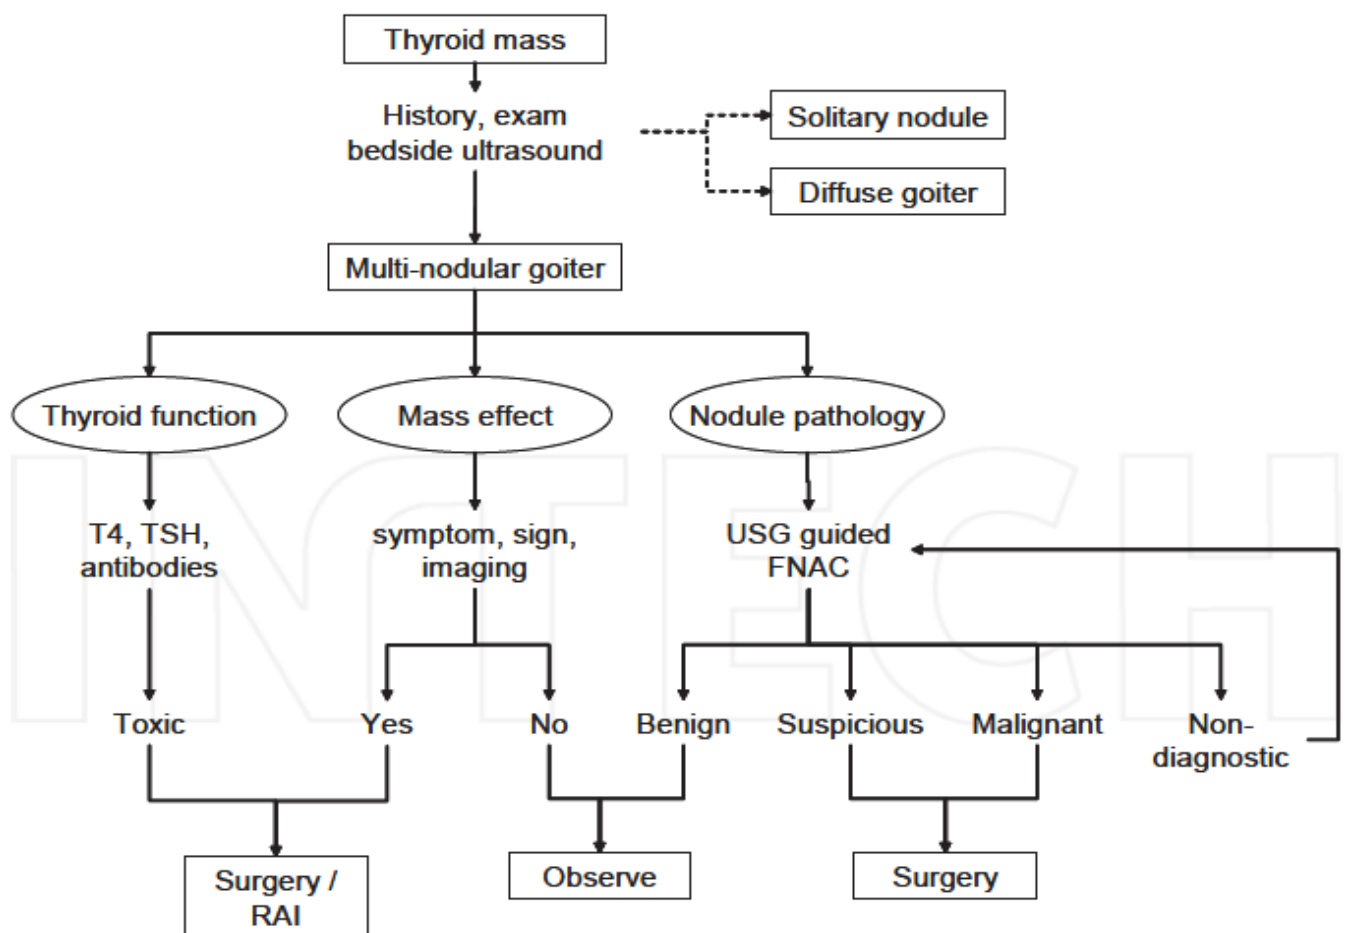 Thyroid mass
History, exam
bedside ultrasound
Solitary nodule
Diffuse goiter
Multi-nodular goiter
Thyroid function
Mass effect
Nodule pathology
INTECH
T4, TSH,
antibodies
symptom, sign,
imaging
USG guided
FNAC
Toxic
Yes
No
Benign
Suspicious
Malignant
Non-
diagnostic
Surgery /
RAI
Observe
Surgery